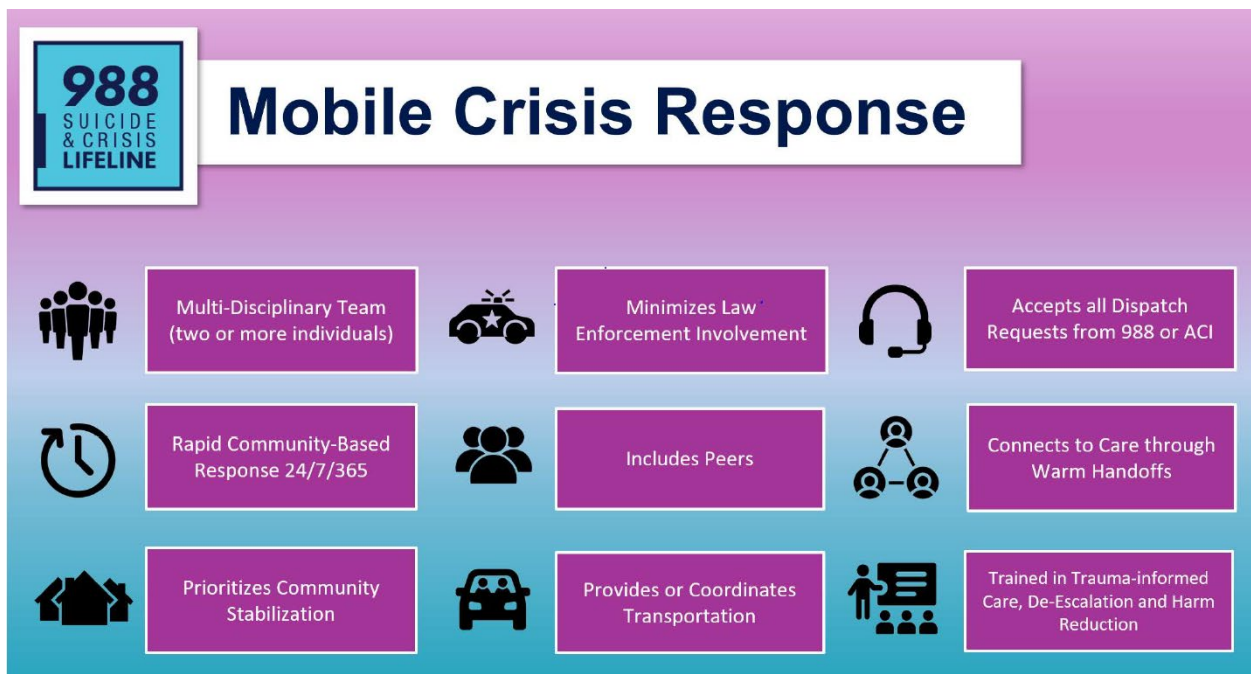 988
SUICIDE
& CRISIS
LIFELINE
Mobile Crisis Response
Multi-Disciplinary Team
(two or more individuals)
Minimizes Law
Enforcement Involvement
Accepts all Dispatch
Requests from 988 or ACI
Rapid Community-Based
Response 24/7/365
Includes Peers
Connects to Care through
Warm Handoffs
Prioritizes Community
Stabilization
Provides or Coordinates
Transportation
Trained in Trauma-informed
Care, De-Escalation and Harm
Reduction